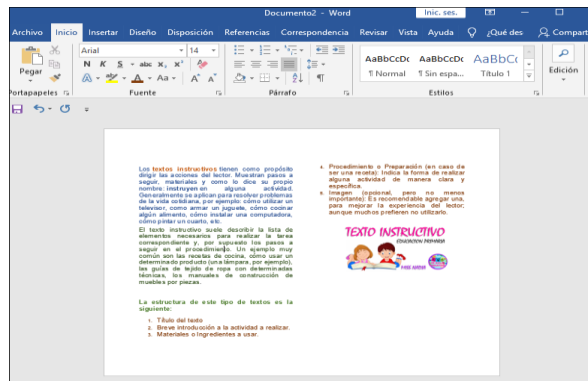 Documento2 - Word
Inic. ses.
Archivo Inicio Insertar Diseño Disposición Referencias Correspondencia Revisar Vista Ayuda ¿Qué des Compart
Pegar
Arial 14
N K S abc x₂ x²
A Aa A A
AaBbCcDc AaBbCcDc AaBbCc
¶ Normal ¶ Sin espa... Título 1
Edición
Portapapeles Fuente Párrafo Estilos
Los textos instructivos tienen como propósito
dirigir las acciones del lector. Muestran pasos a
seguir, materiales y como lo dice su propio
nombre: instruyen en alguna actividad.
Generalmente se aplican para resolver problemas
de la vida cotidiana, por ejemplo: cómo utilizar un
televisor, como armar un juguete, cómo cocinar
algún alimento, cómo instalar una computadora,
cómo pintar un cuarto, etc.
El texto instructivo suele describir la lista de
elementos necesarios para realizar la tarea
correspondiente y, por supuesto los pasos a
seguir en el procedimiento. Un ejemplo muy
común son las recetas de cocina, cómo usar un
determinado producto (una lámpara, por ejemplo),
las guías de tejido de ropa con determinadas
técnicas, los manuales de construcción de
muebles por piezas.
La estructura de este tipo de textos es la
siguiente:
1. Título del texto
2. Breve introducción a la actividad a realizar.
3. Materiales o Ingredientes a usar.
4. Procedimiento o Preparación (en caso de
ser una receta): Indica la forma de realizar
alguna actividad de manera clara y
específica.
5. Imagen (opcional, pero no menos
importante): Es recomendable agregar una,
para mejorar la experiencia del lector;
aunque muchos prefieren no utilizarlo.
TEXTO INSTRUCTIVO
EDUCACION PRIMARIA